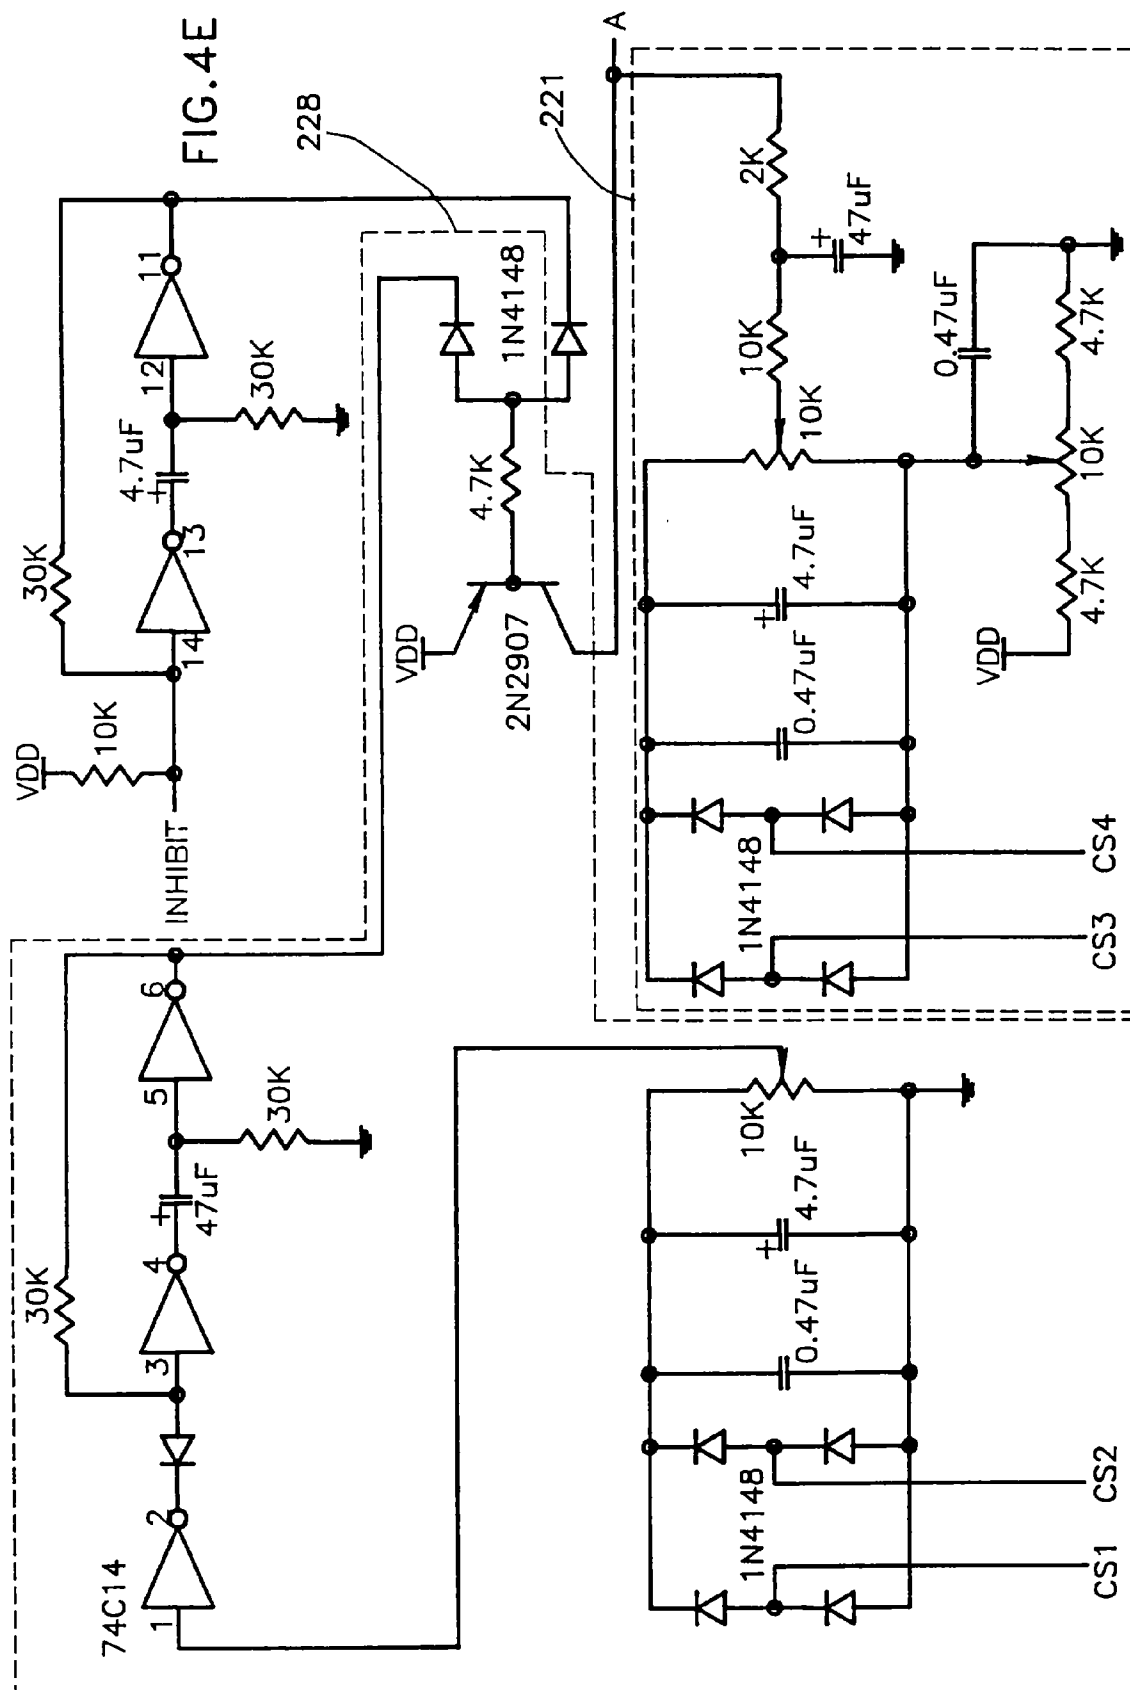 FIG.4E
VDD
10K
INHIBIT
30K
14
13
4.7uF
+
12
11
30K
228
VDD
2N2907
4.7K
1N4148
A
221
74C14
1
2
3
4
30K
47uF
+
5
6
30K
2K
10K
47uF
+
10K
4.7uF
+
0.47uF
1N4148
CS3
CS4
0.47uF
VDD
4.7K
10K
4.7K
10K
4.7uF
+
0.47uF
1N4148
CS1
CS2